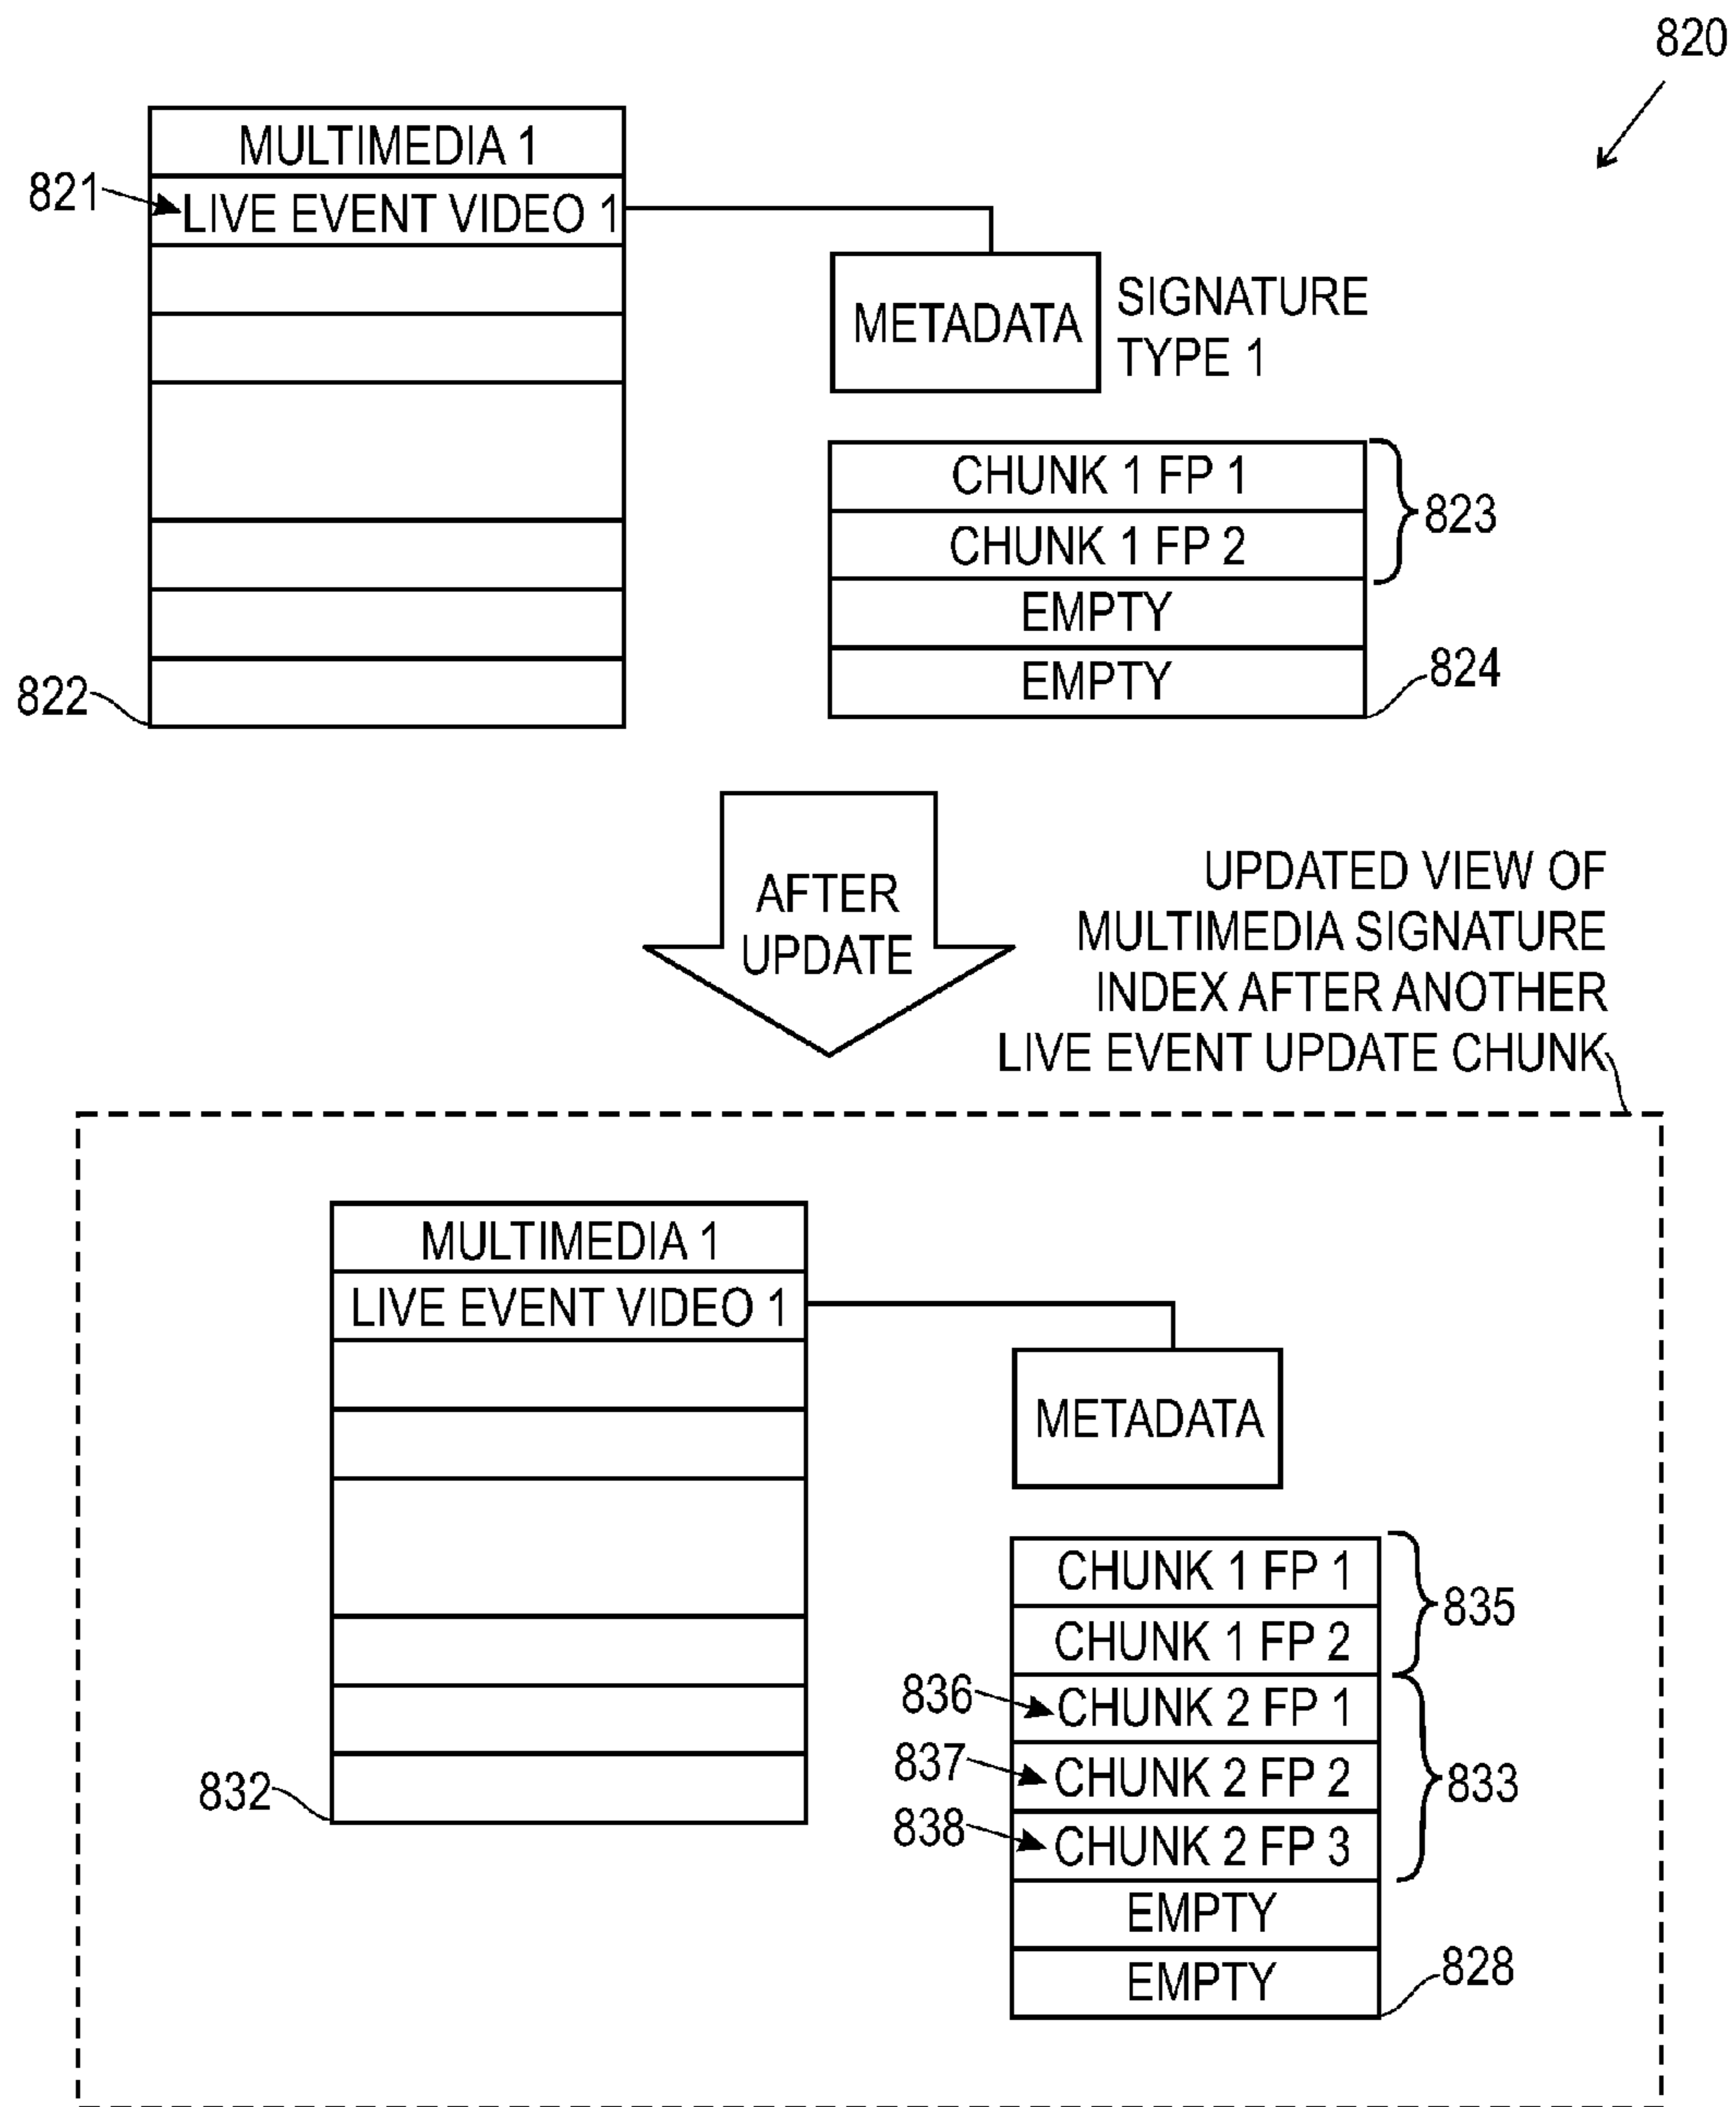 820
MULTIMEDIA 1
821
LIVE EVENT VIDEO 1
METADATA
SIGNATURE
TYPE 1
CHUNK 1 FP 1
CHUNK 1 FP 2
823
EMPTY
EMPTY
822
824
AFTER
UPDATE
UPDATED VIEW OF
MULTIMEDIA SIGNATURE
INDEX AFTER ANOTHER
LIVE EVENT UPDATE CHUNK
MULTIMEDIA 1
LIVE EVENT VIDEO 1
METADATA
CHUNK 1 FP 1
835
CHUNK 1 FP 2
836
CHUNK 2 FP 1
837
CHUNK 2 FP 2
833
832
838
CHUNK 2 FP 3
EMPTY
EMPTY
828